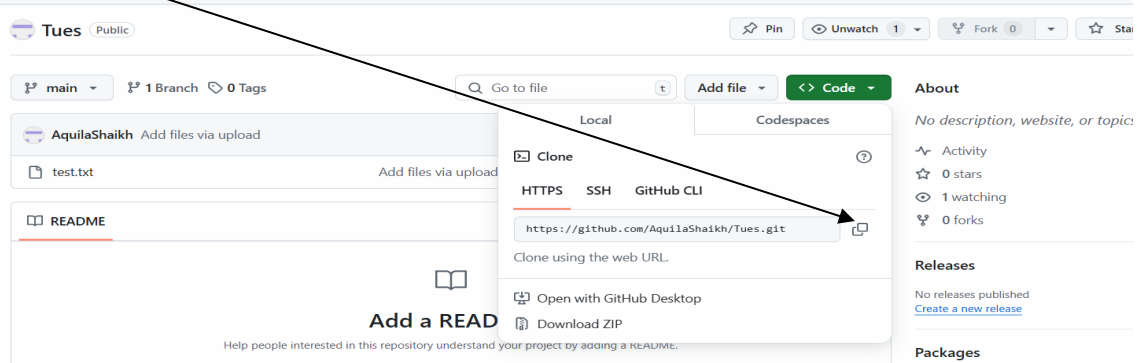 Tues Public
Pin Unwatch 1 Fork 0
main 1 Branch 0 Tags Go to file t Add file <> Code
About
No description, website, or topics
Activity
0 stars
1 watching
0 forks
AquilaShaikh Add files via upload
test.txt Add files via upload
README
Add a READ
Help people interested in this repository understand your project by adding a README.
Local Codespaces
Clone
HTTPS SSH GitHub CLI
https://github.com/AquilaShaikh/Tues.git
Clone using the web URL.
Open with GitHub Desktop
Download ZIP
Releases
No releases published
Create a new release
Packages